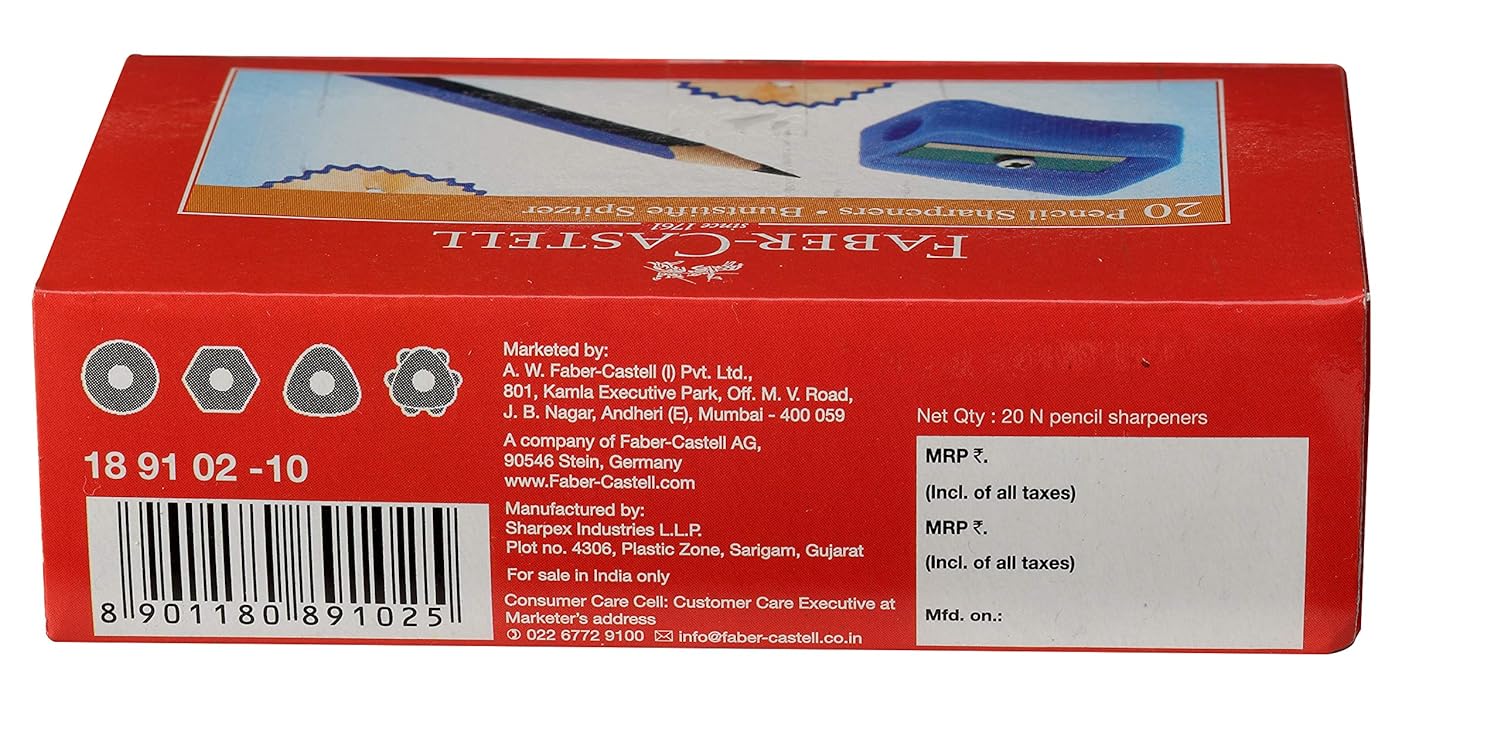 20 Pencil Sharpeners • Buntstifte Spitzer
since 1761
FABER-CASTELL
18 91 02 -10
8 901180 891025
Marketed by:
A. W. Faber-Castell (I) Pvt. Ltd.,
801, Kamla Executive Park, Off. M. V. Road,
J. B. Nagar, Andheri (E), Mumbai - 400 059
A company of Faber-Castell AG,
90546 Stein, Germany
www.Faber-Castell.com
Manufactured by:
Sharpex Industries L.L.P.
Plot no. 4306, Plastic Zone, Sarigam, Gujarat
For sale in India only
Consumer Care Cell: Customer Care Executive at
Marketer's address
022 6772 9100 info@faber-castell.co.in
Net Qty : 20 N pencil sharpeners
MRP ₹.
(Incl. of all taxes)
MRP ₹.
(Incl. of all taxes)
Mfd. on.: